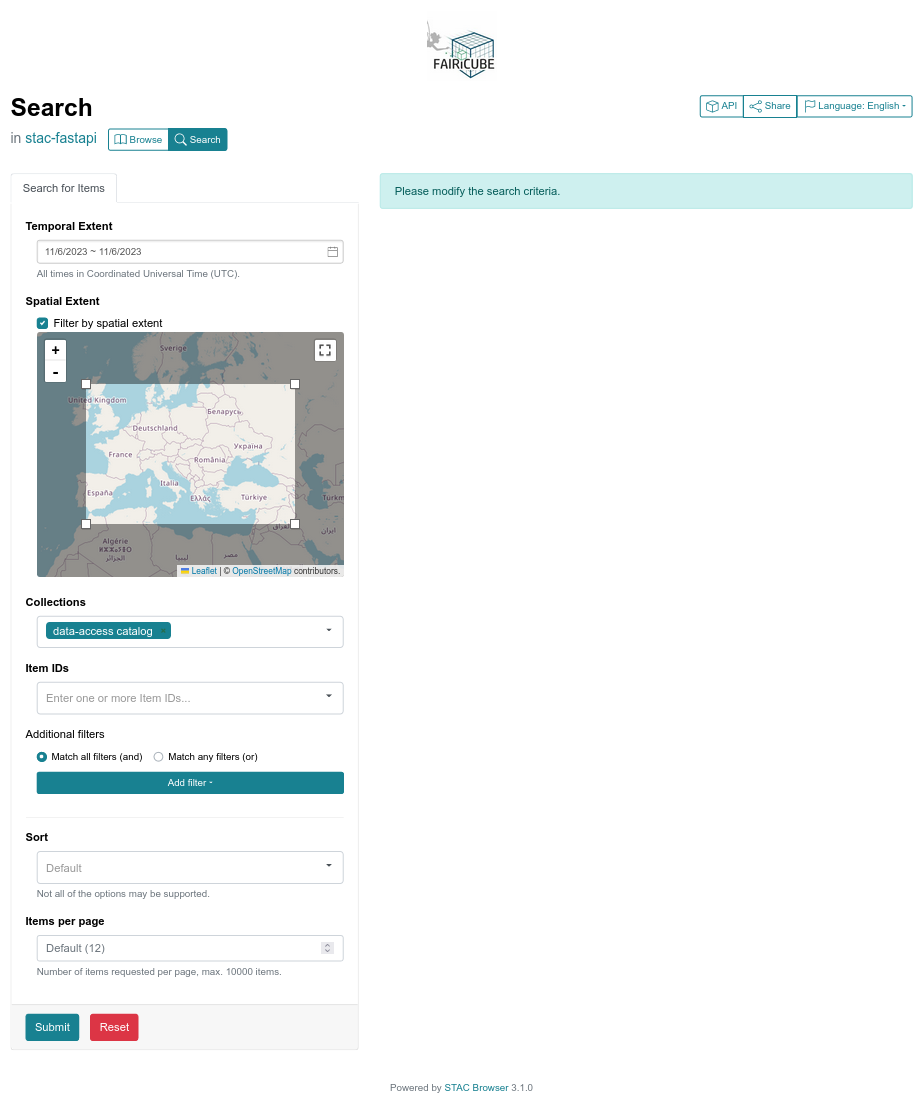 FAIRiCUBE
Search
in stac-fastapi
Browse
Search
API
Share
Language: English
Search for Items
Please modify the search criteria.
Temporal Extent
11/6/2023 ~ 11/6/2023
All times in Coordinated Universal Time (UTC).
Spatial Extent
Filter by spatial extent
+
-
Sverige
United Kingdom
Беларусь
Deutschland
Україна
France
România
Italia
España
Ελλάς
Türkiye
Türkm
العراق
ايران
Algérie
ⵍⵣⵣⴰⵢⴻⵔ
الجزائر
ليبيا
مصر
Leaflet | © OpenStreetMap contributors.
Collections
data-access catalog
Item IDs
Enter one or more Item IDs...
Additional filters
Match all filters (and)
Match any filters (or)
Add filter
Sort
Default
Not all of the options may be supported.
Items per page
Default (12)
Number of items requested per page, max. 10000 items.
Submit
Reset
Powered by STAC Browser 3.1.0